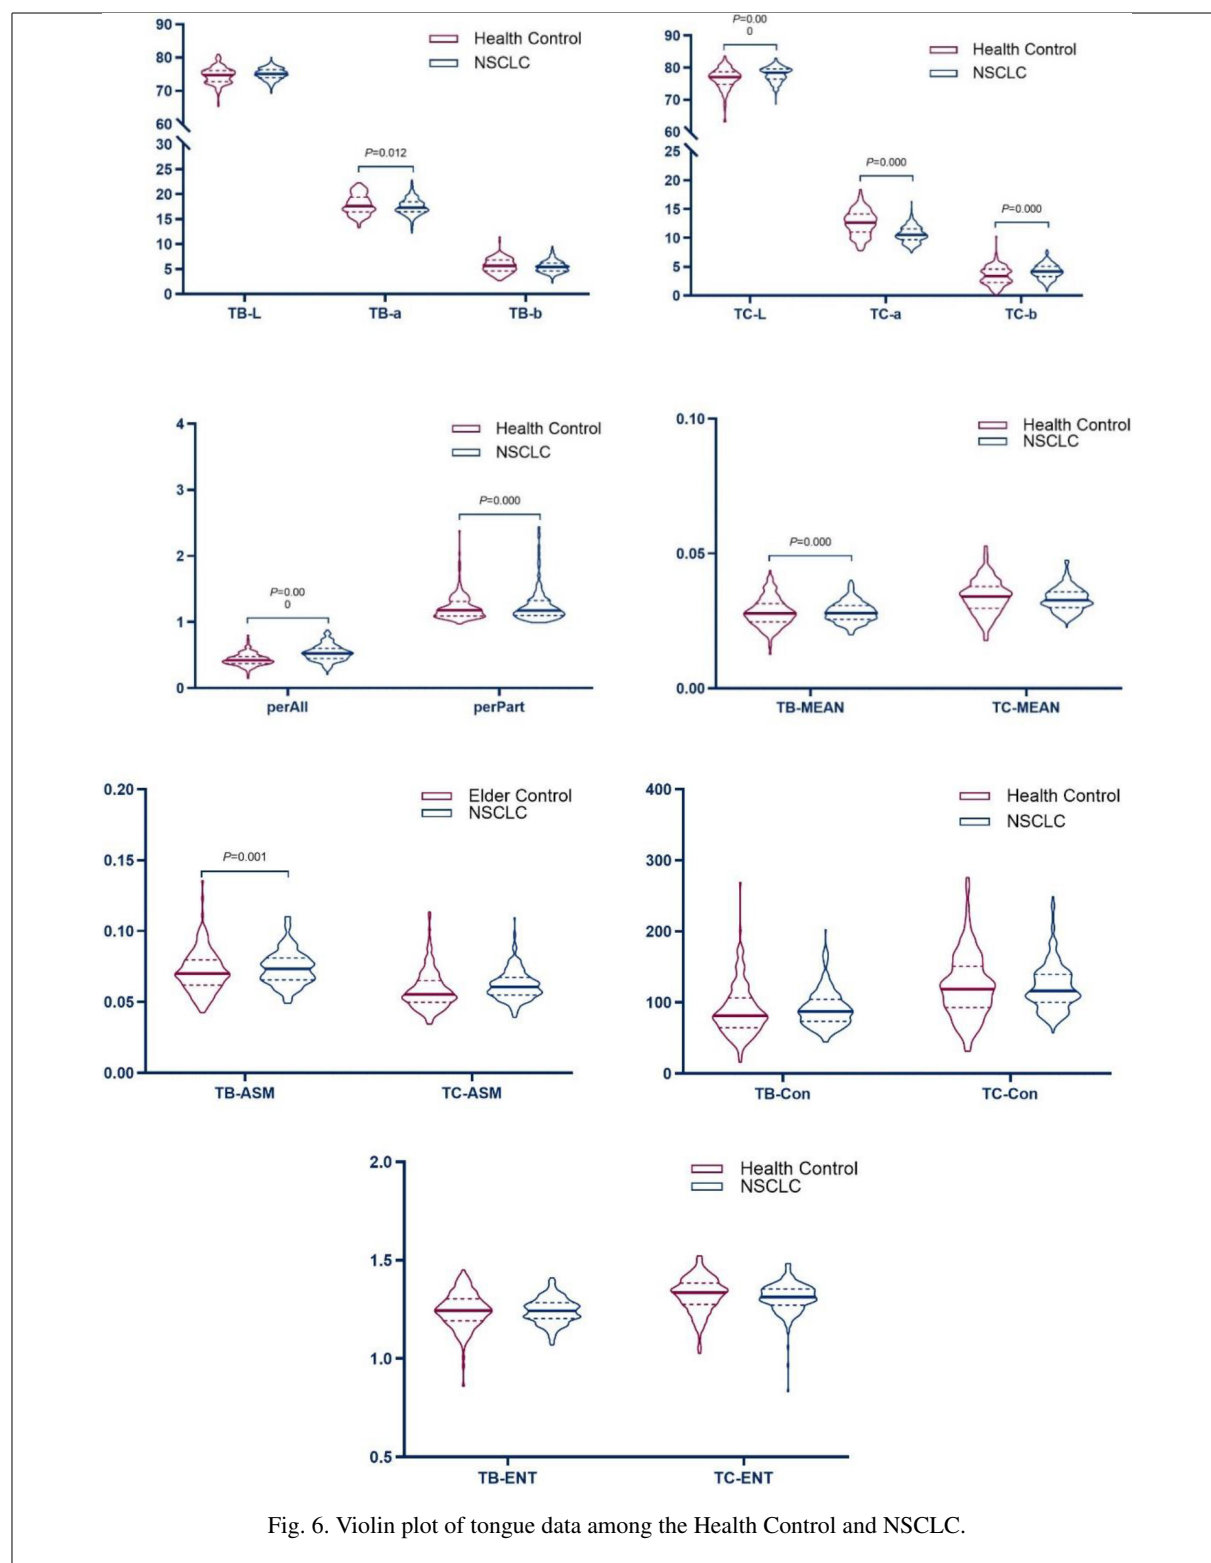 90
80
70
60
30
25
20
15
10
5
0
Health Control
NSCLC
P=0.012
TB-L TB-a TB-b
90
80
70
60
25
20
15
10
5
0
P=0.00
0
Health Control
NSCLC
P=0.000
P=0.000
TC-L TC-a TC-b
4
3
2
1
0
Health Control
NSCLC
P=0.000
P=0.00
0
perAll perPart
0.10
0.05
0.00
Health Control
NSCLC
P=0.000
TB-MEAN TC-MEAN
0.20
0.15
0.10
0.05
0.00
Elder Control
NSCLC
P=0.001
TB-ASM TC-ASM
400
300
200
100
0
Health Control
NSCLC
TB-Con TC-Con
2.0
1.5
1.0
0.5
Health Control
NSCLC
TB-ENT TC-ENT
Fig. 6. Violin plot of tongue data among the Health Control and NSCLC.